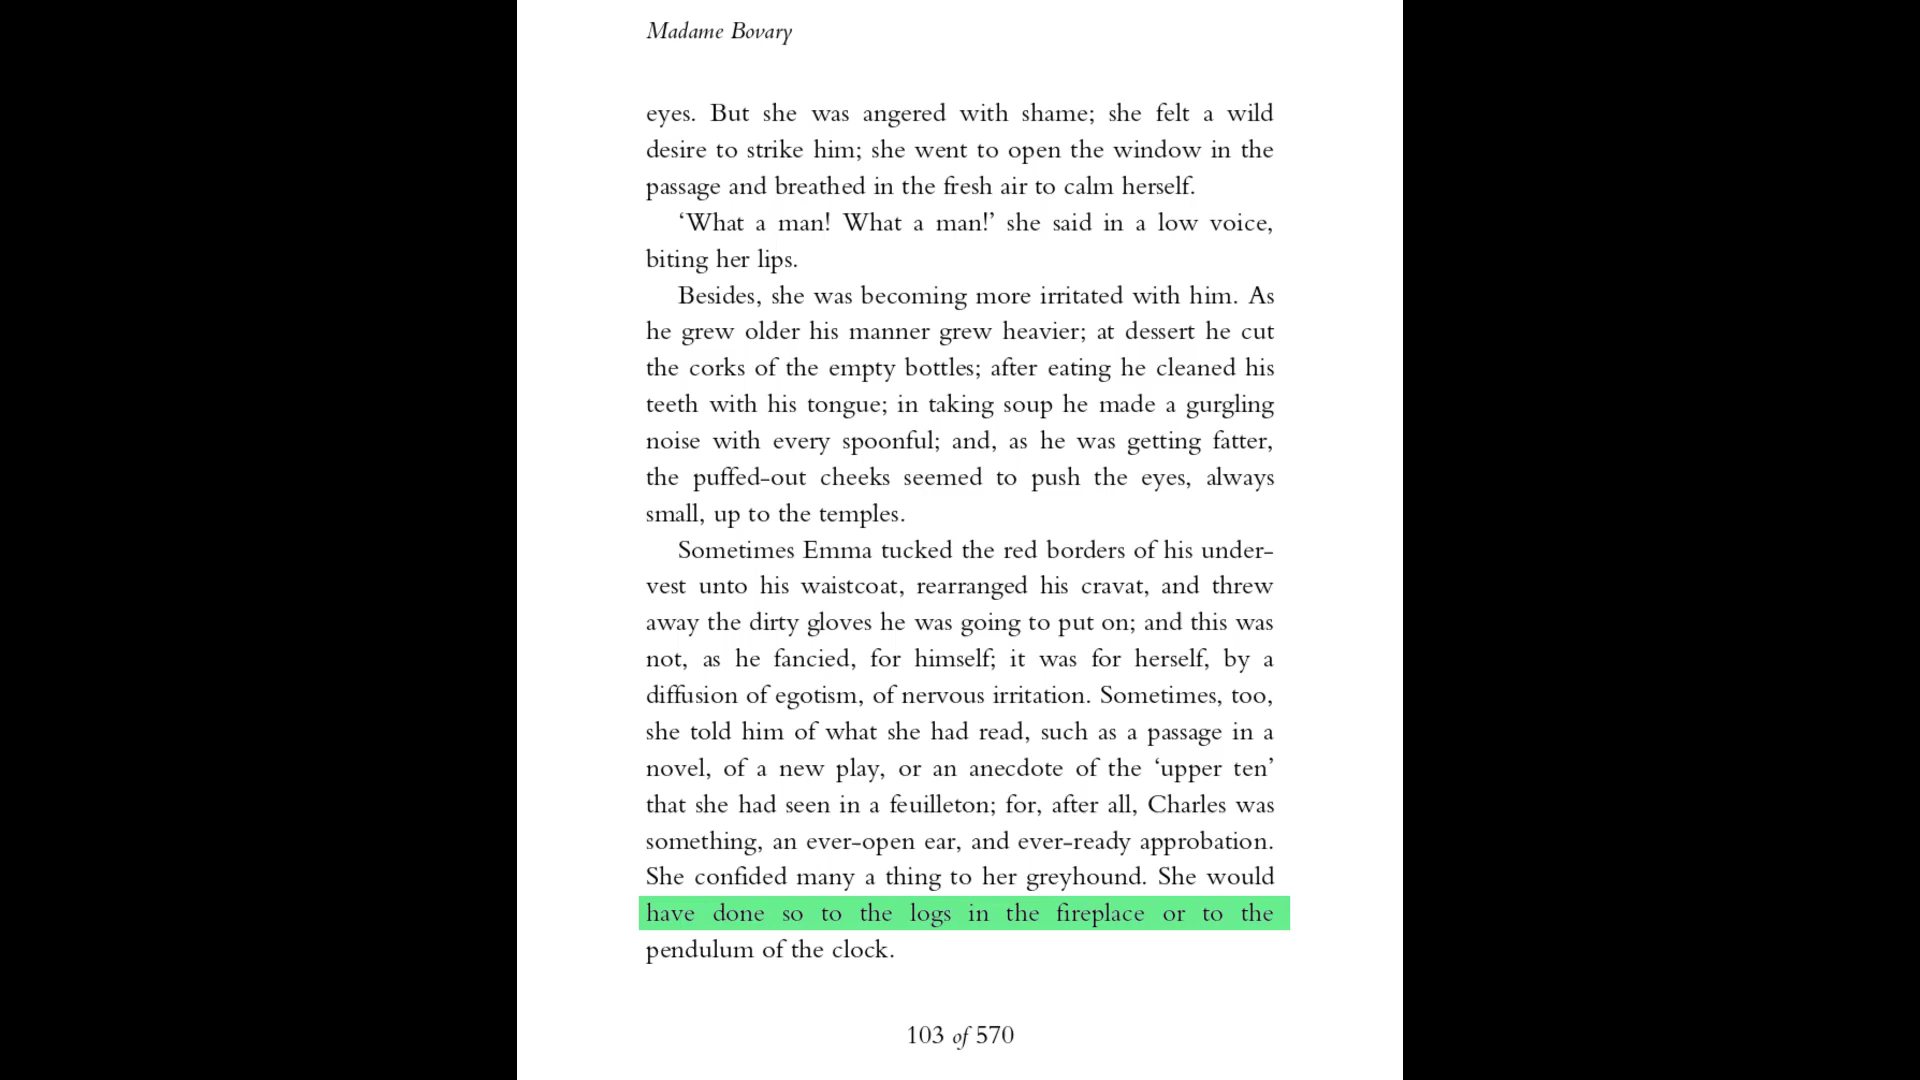 Madame Bovary
eyes. But she was angered with shame; she felt a wild
desire to strike him; she went to open the window in the
passage and breathed in the fresh air to calm herself.
‘What a man! What a man!’ she said in a low voice,
biting her lips.
Besides, she was becoming more irritated with him. As
he grew older his manner grew heavier; at dessert he cut
the corks of the empty bottles; after eating he cleaned his
teeth with his tongue; in taking soup he made a gurgling
noise with every spoonful; and, as he was getting fatter,
the puffed-out cheeks seemed to push the eyes, always
small, up to the temples.
Sometimes Emma tucked the red borders of his under-
vest unto his waistcoat, rearranged his cravat, and threw
away the dirty gloves he was going to put on; and this was
not, as he fancied, for himself; it was for herself, by a
diffusion of egotism, of nervous irritation. Sometimes, too,
she told him of what she had read, such as a passage in a
novel, of a new play, or an anecdote of the ‘upper ten’
that she had seen in a feuilleton; for, after all, Charles was
something, an ever-open ear, and ever-ready approbation.
She confided many a thing to her greyhound. She would
have done so to the logs in the fireplace or to the
pendulum of the clock.
103 of 570